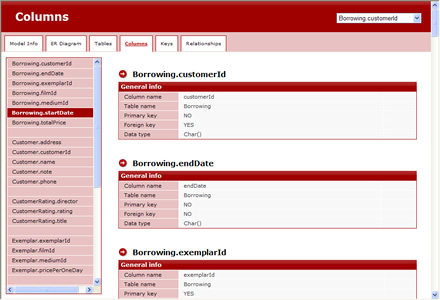 Columns
Borrowing.customerId
Model Info
ER Diagram
Tables
Columns
Keys
Relationships
Borrowing.customerId
Borrowing.endDate
Borrowing.exemplarId
Borrowing.filmId
Borrowing.mediumId
Borrowing.startDate
Borrowing.totalPrice
Customer.address
Customer.customerId
Customer.name
Customer.note
Customer.phone
CustomerRating.director
CustomerRating.rating
CustomerRating.title
Exemplar.exemplarId
Exemplar.filmId
Exemplar.mediumId
Exemplar.pricePerOneDay
Borrowing.customerId
General info
Column name customerId
Table name Borrowing
Primary key NO
Foreign key YES
Data type Char()
Borrowing.endDate
General info
Column name endDate
Table name Borrowing
Primary key NO
Foreign key NO
Data type Char()
Borrowing.exemplarId
General info
Column name exemplarId
Table name Borrowing
Primary key YES